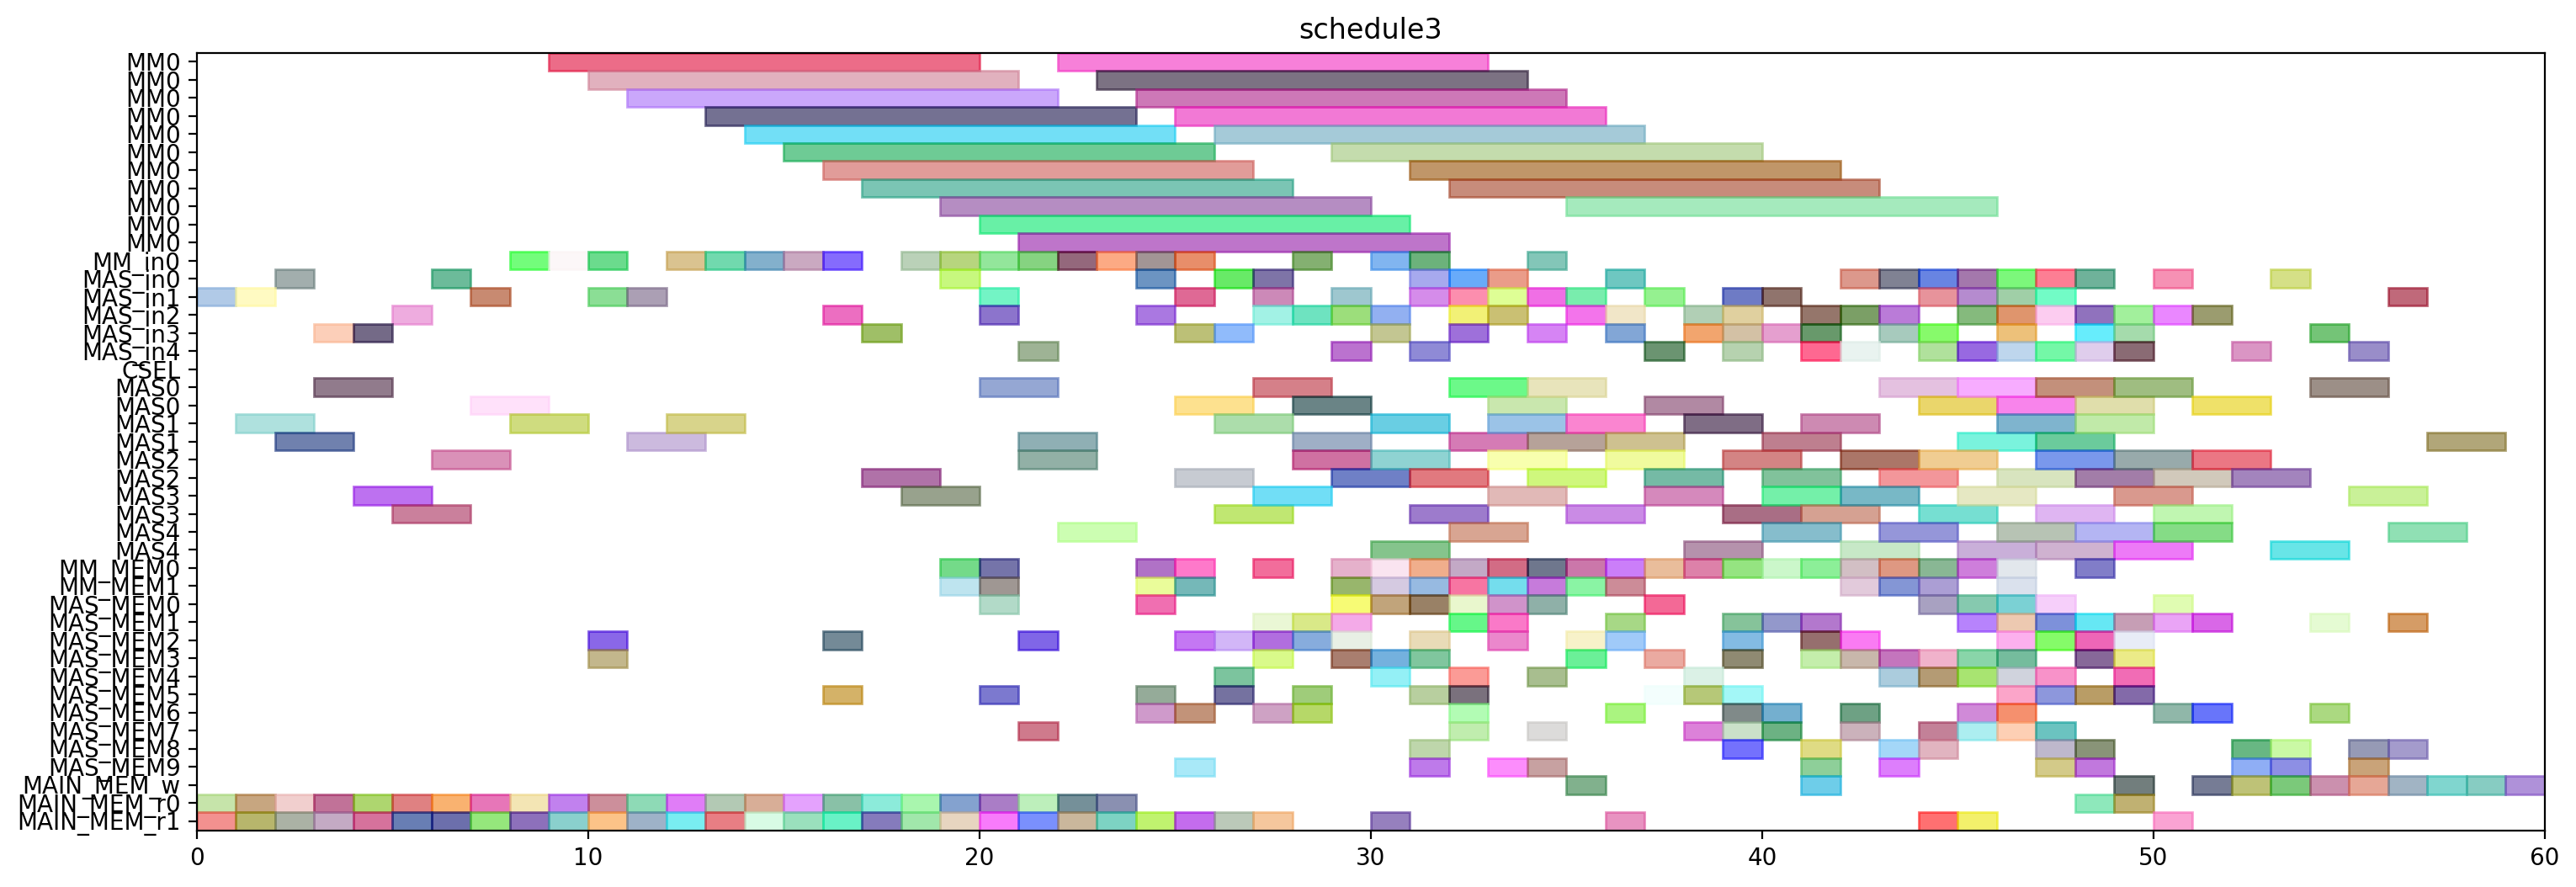 schedule3
MM0
MM0
MM0
MM0
MM0
MM0
MM0
MM0
MM0
MM0
MM0
MM_in0
MAS_in0
MAS_in1
MAS_in2
MAS_in3
MAS_in4
CSEL
MAS0
MAS0
MAS1
MAS1
MAS2
MAS2
MAS3
MAS3
MAS4
MAS4
MM_MEM0
MM_MEM1
MAS_MEM0
MAS_MEM1
MAS_MEM2
MAS_MEM3
MAS_MEM4
MAS_MEM5
MAS_MEM6
MAS_MEM7
MAS_MEM8
MAS_MEM9
MAIN_MEM_w
MAIN_MEM_r0
MAIN_MEM_r1
0 10 20 30 40 50 60